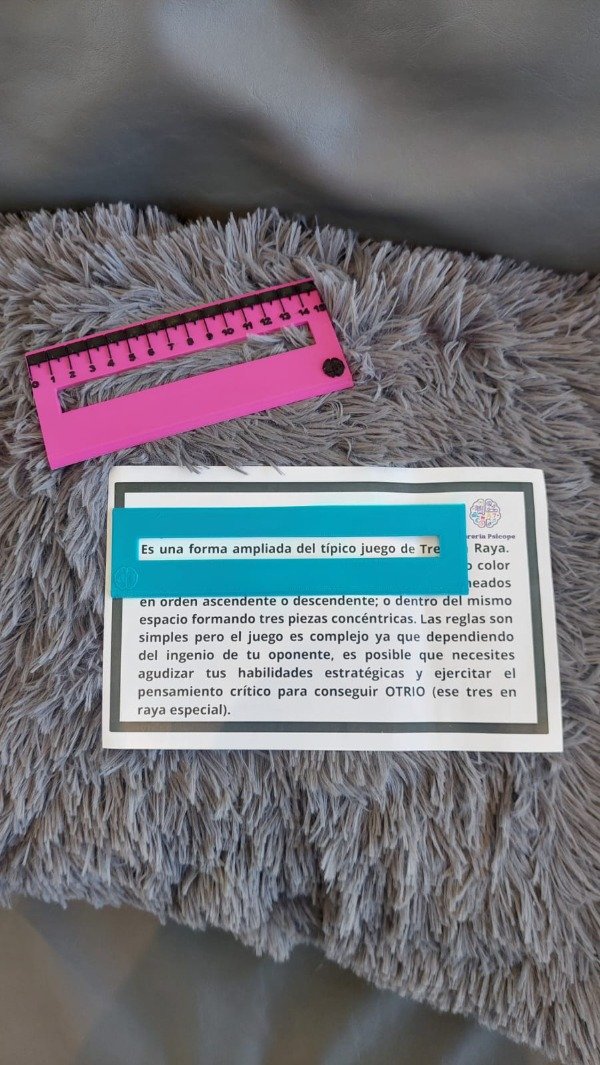 0 1 2 3 4 5 6 7 8 9 10 11 12 13 14 15
Es una forma ampliada del típico juego de Tre Raya.
color
en orden ascendente o descendente; o dentro del mismo
espacio formando tres piezas concéntricas. Las reglas son
simples pero el juego es complejo ya que dependiendo
del ingenio de tu oponente, es posible que necesites
agudizar tus habilidades estratégicas y ejercitar el
pensamiento crítico para conseguir OTRIO (ese tres en
raya especial).